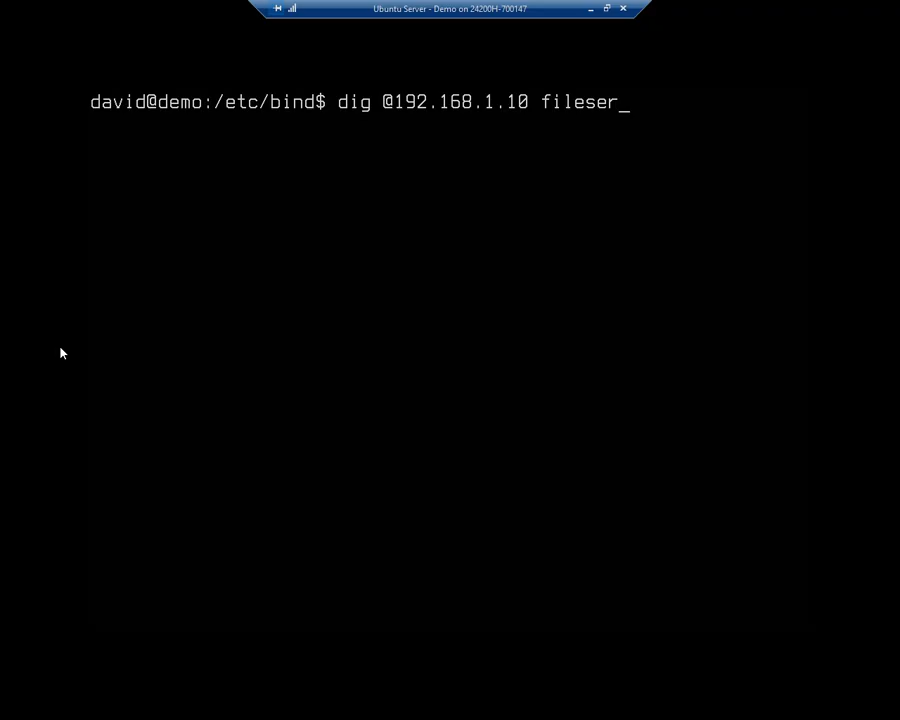 Ubuntu Server - Demo on 24200H-700147
david@demo:/etc/bind$ dig @192.168.1.10 fileser_